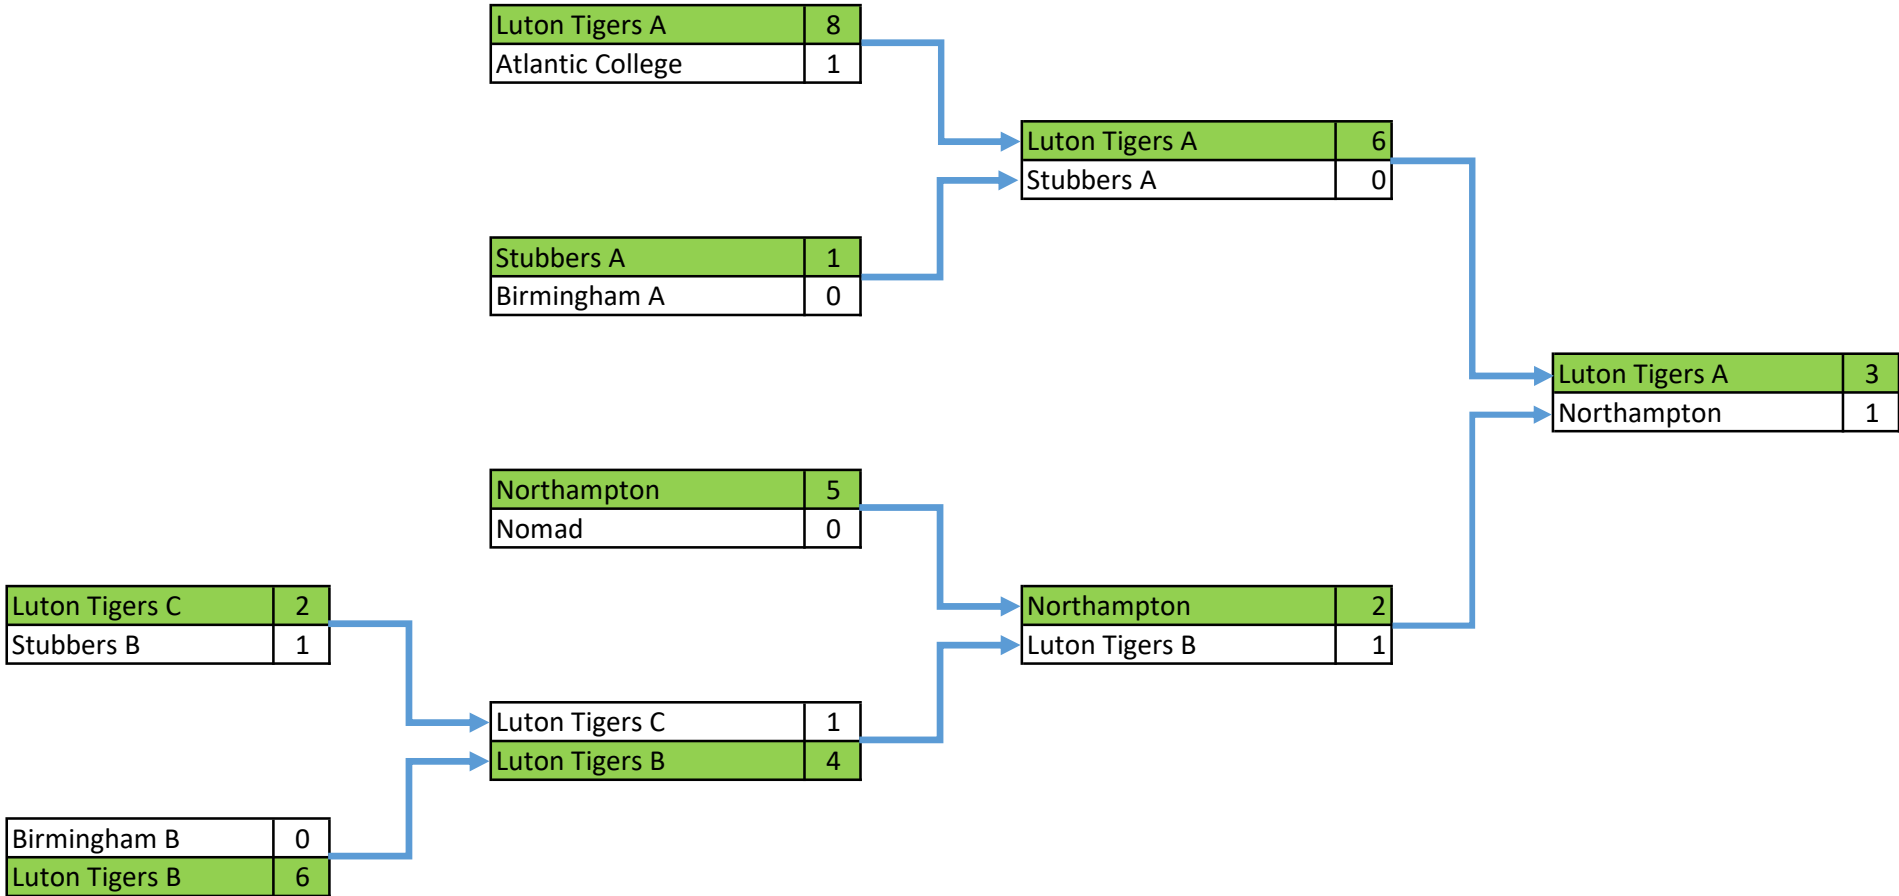 Luton Tigers A 8
Atlantic College 1
Luton Tigers A 6
Stubbers A 0
Stubbers A 1
Birmingham A 0
Luton Tigers A 3
Northampton 1
Northampton 5
Nomad 0
Luton Tigers C 2
Stubbers B 1
Northampton 2
Luton Tigers B 1
Luton Tigers C 1
Luton Tigers B 4
Birmingham B 0
Luton Tigers B 6